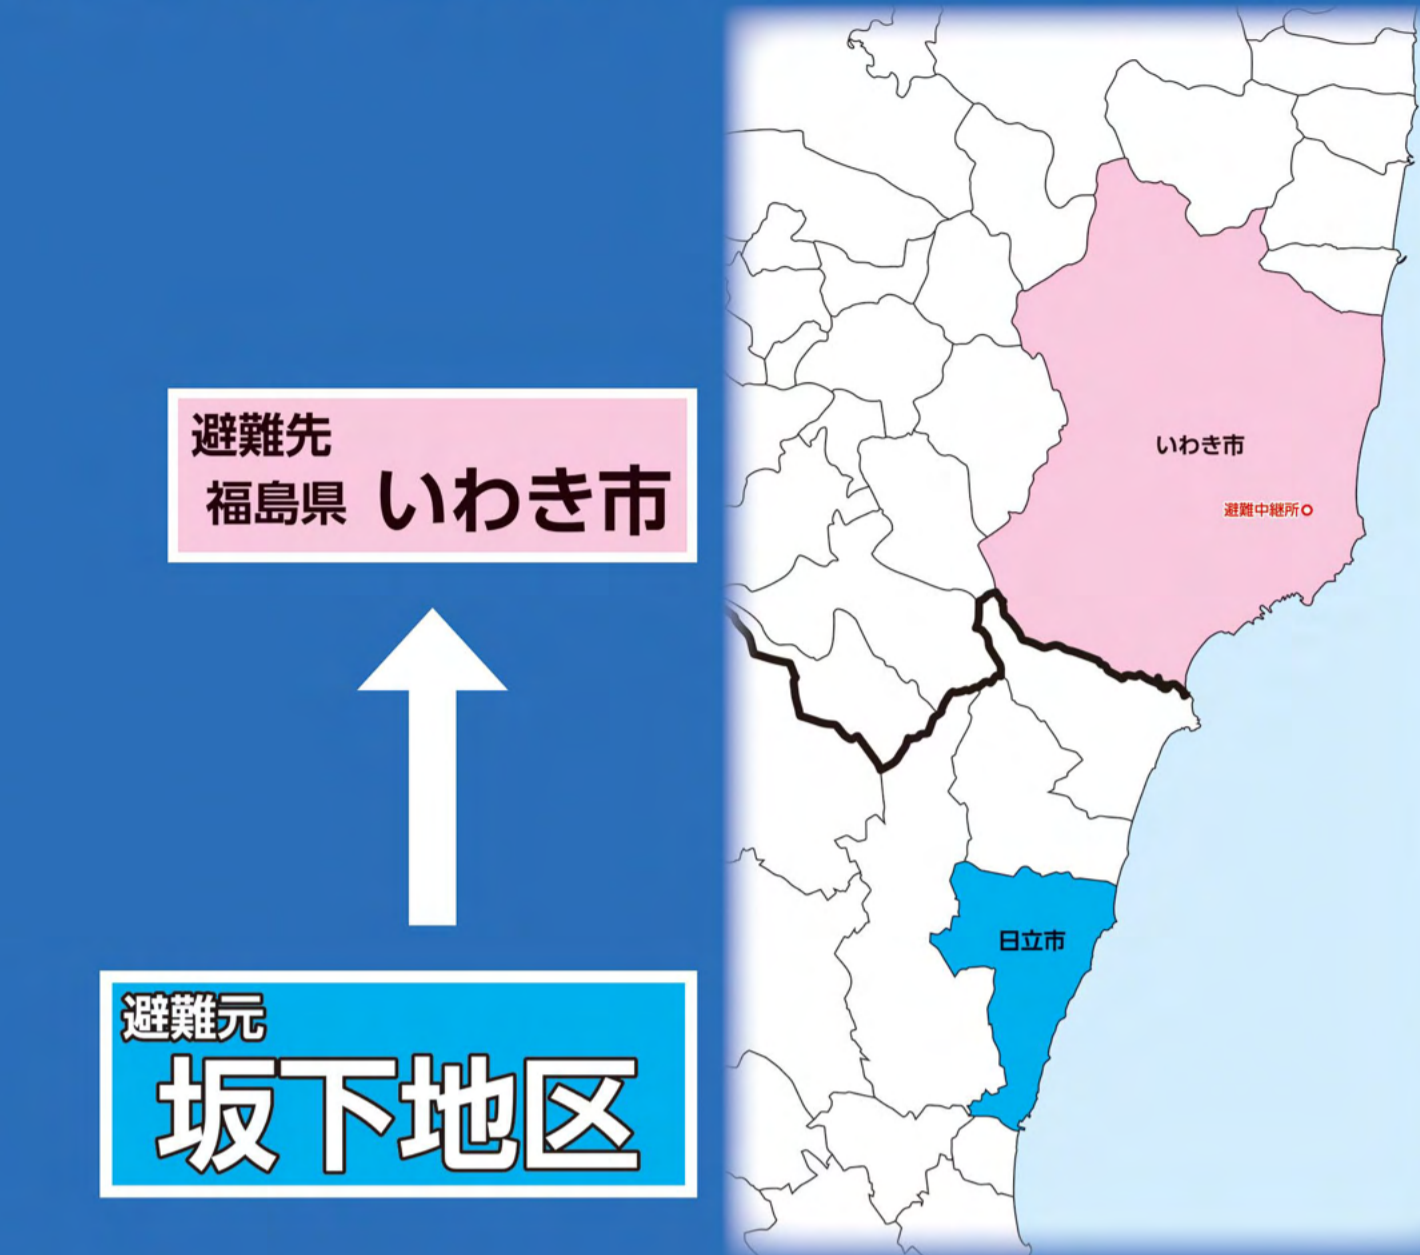 避難先
福島県 いわき市
避難元
坂下地区
いわき市
避難中継所
日立市